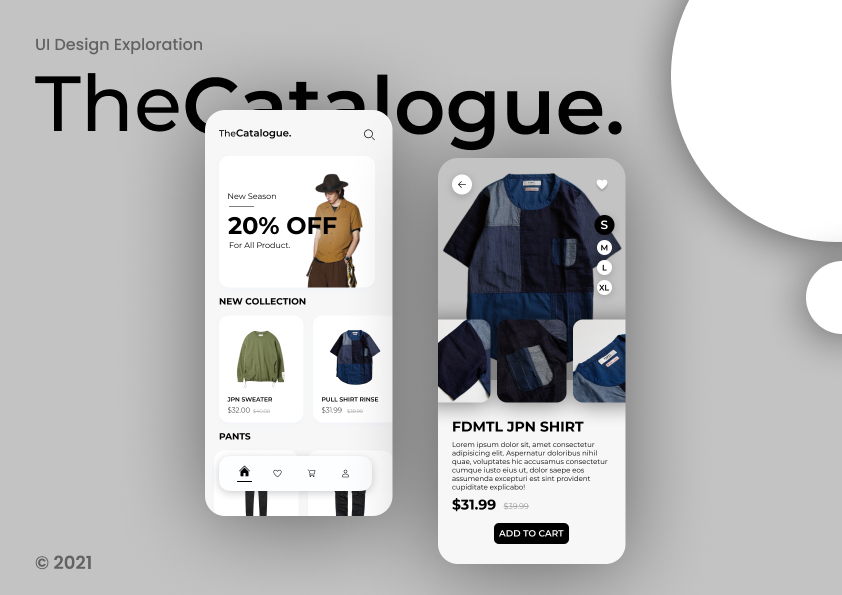 UI Design Exploration
TheCatalogue.
TheCatalogue.
New Season
20% OFF
For All Product.
NEW COLLECTION
JPN SWEATER
$32.00 $40.00
PULL SHIRT RINSE
$31.99 $39.99
PANTS
S
M
L
XL
FDMTL JPN SHIRT
Lorem ipsum dolor sit, amet consectetur
adipisicing elit. Aspernatur doloribus nihil
quae, voluptates hic accusamus consectetur
cumque iusto eius ut, dolor saepe eos
assumenda excepturi est sint provident
cupiditate explicabo!
$31.99 $39.99
ADD TO CART
© 2021